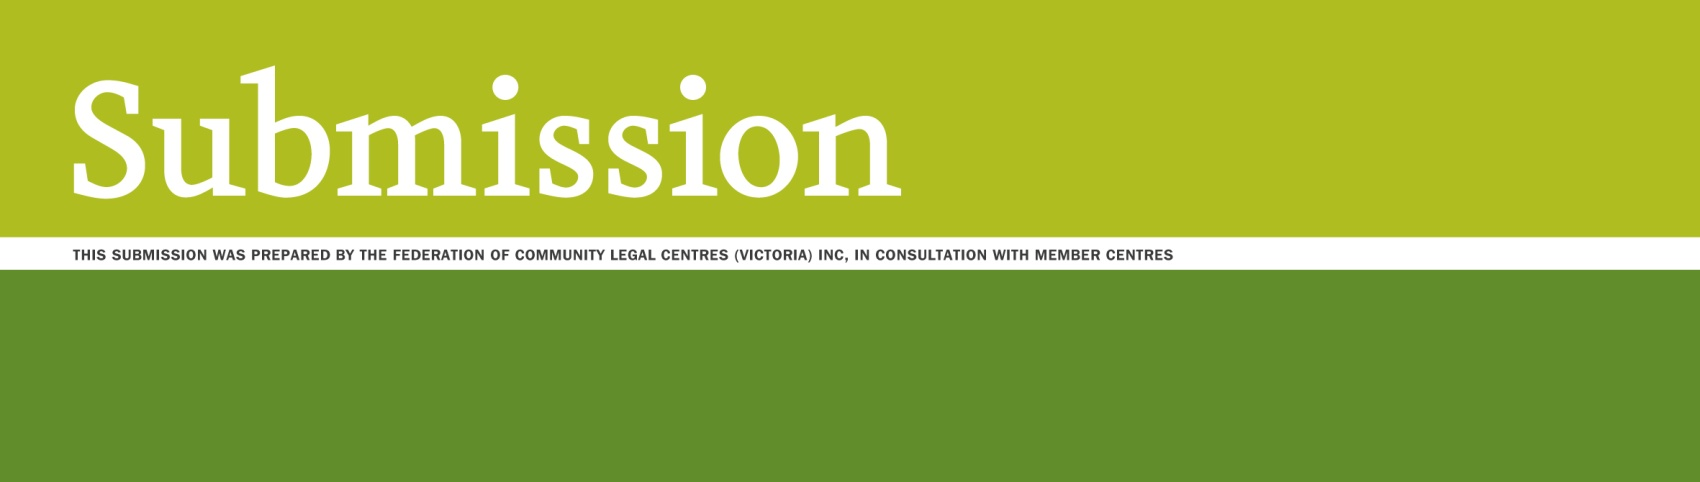 Submission
THIS SUBMISSION WAS PREPARED BY THE FEDERATION OF COMMUNITY LEGAL CENTRES (VICTORIA) INC, IN CONSULTATION WITH MEMBER CENTRES